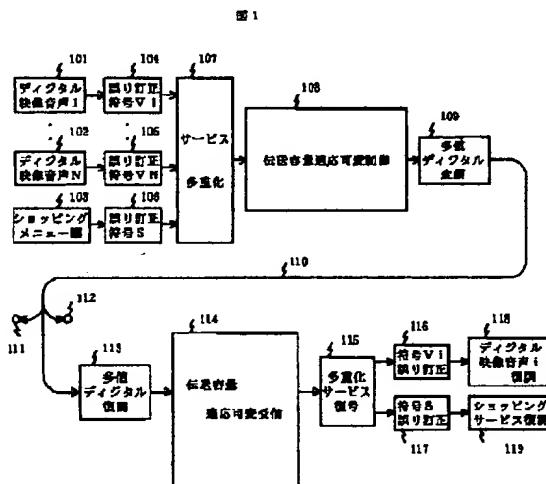 図1
101
104
107
108
109
ディジタル
映像音声1
誤り訂正
符号V1
サービス
多重化
伝送容量適応可変制御
多値
ディジタル
変調
102
105
ディジタル
映像音声N
誤り訂正
符号VN
103
106
ショッピング
メニュー
誤り訂正
符号S
110
111
112
113
多値
ディジタル
復調
114
伝送容量
適応可変受信
115
多重化
サービス
復号
116
符号Vi
誤り訂正
118
ディジタル
映像音声i
復調
符号S
誤り訂正
117
ショッピング
サービス復調
119